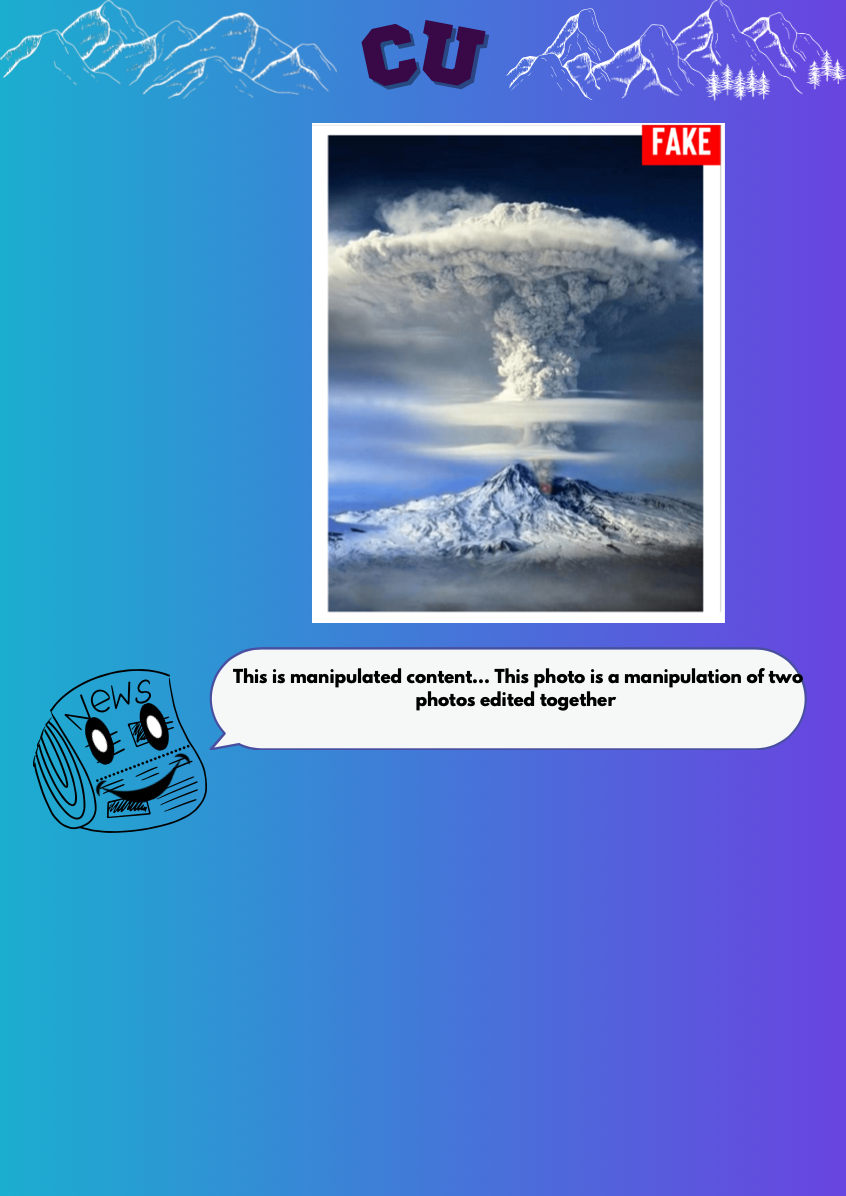 CU
FAKE
News
This is manipulated content... This photo is a manipulation of two
photos edited together